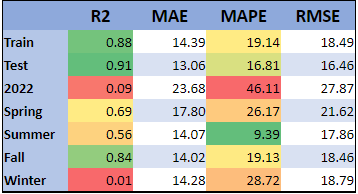 R2 MAE MAPE RMSE
Train 0.88 14.39 19.14 18.49
Test 0.91 13.06 16.81 16.46
2022 0.09 23.68 46.11 27.87
Spring 0.69 17.80 26.17 21.62
Summer 0.56 14.07 9.39 17.86
Fall 0.84 14.02 19.13 18.46
Winter 0.01 14.28 28.72 18.79